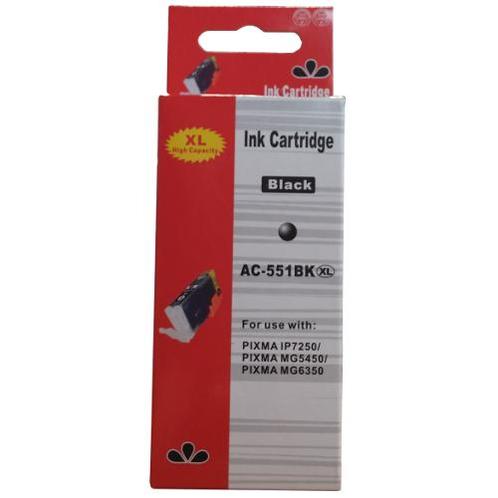 Ink Cartridge
XL
High Capacity
Ink Cartridge
Black
AC-551BK XL
For use with:
PIXMA IP7250/
PIXMA MG5450/
PIXMA MG6350